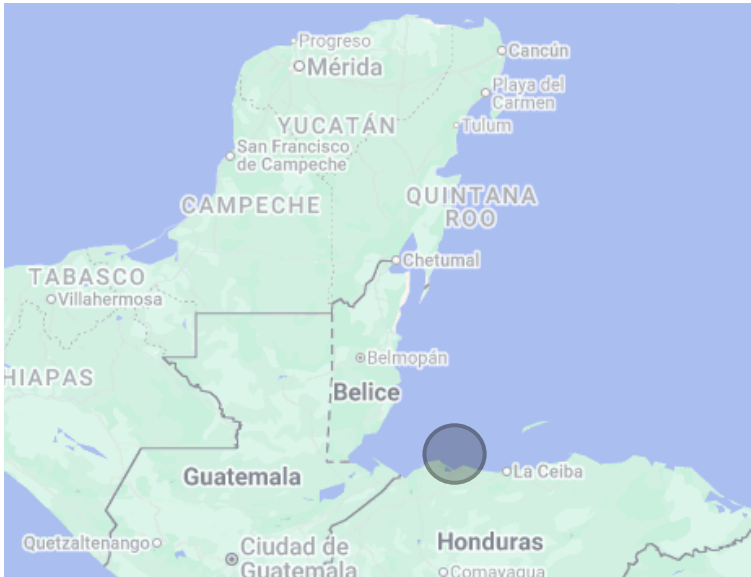 Progreso
Mérida
Cancún
Playa del
Carmen
YUCATÁN
Tulum
San Francisco
de Campeche
CAMPECHE
QUINTANA
ROO
Chetumal
TABASCO
Villahermosa
HIAPAS
Belmopán
Belice
Guatemala
La Ceiba
Quetzaltenango
Ciudad de
Guatemala
Honduras
Comayagua